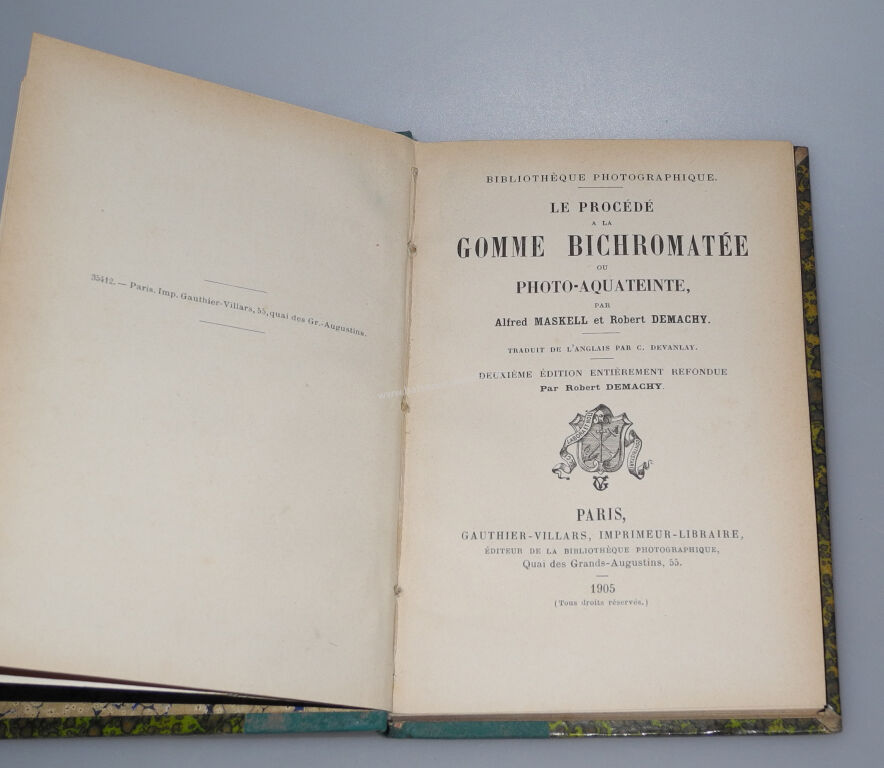 35412. — Paris. Imp. Gauthier-Villars, 55, quai des Gr.-Augustins.
BIBLIOTHÈQUE PHOTOGRAPHIQUE.
LE PROCÉDÉ
A LA
GOMME BICHROMATÉE
OU
PHOTO-AQUATEINTE,
PAR
Alfred MASKELL et Robert DEMACHY.
TRADUIT DE L'ANGLAIS PAR C. DEVANLAY.
DEUXIÈME ÉDITION ENTIÈREMENT REFONDUE
Par Robert DEMACHY.
PARIS,
GAUTHIER-VILLARS, IMPRIMEUR-LIBRAIRE,
ÉDITEUR DE LA BIBLIOTHÈQUE PHOTOGRAPHIQUE,
Quai des Grands-Augustins, 55.
1905
(Tous droits réservés.)